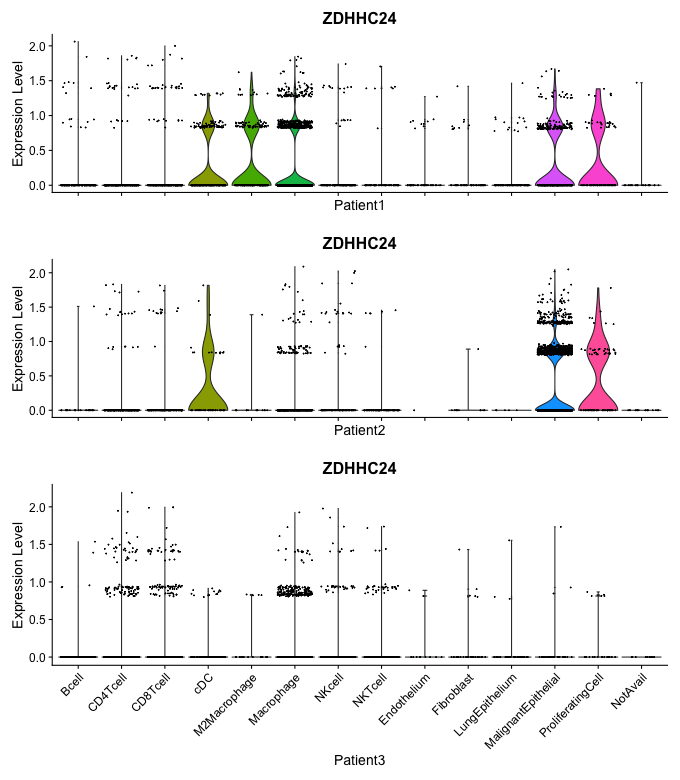 ZDHHC24
Expression Level
2.0
1.5
1.0
0.5
0.0
Patient1
ZDHHC24
Expression Level
2.0
1.5
1.0
0.5
0.0
Patient2
ZDHHC24
Expression Level
2.0
1.5
1.0
0.5
0.0
Bcell
CD4Tcell
CD8Tcell
cDC
M2Macrophage
Macrophage
NKcell
NKTcell
Endothelium
Fibroblast
LungEpithelium
MalignantEpithelial
ProliferatingCell
NotAvail
Patient3